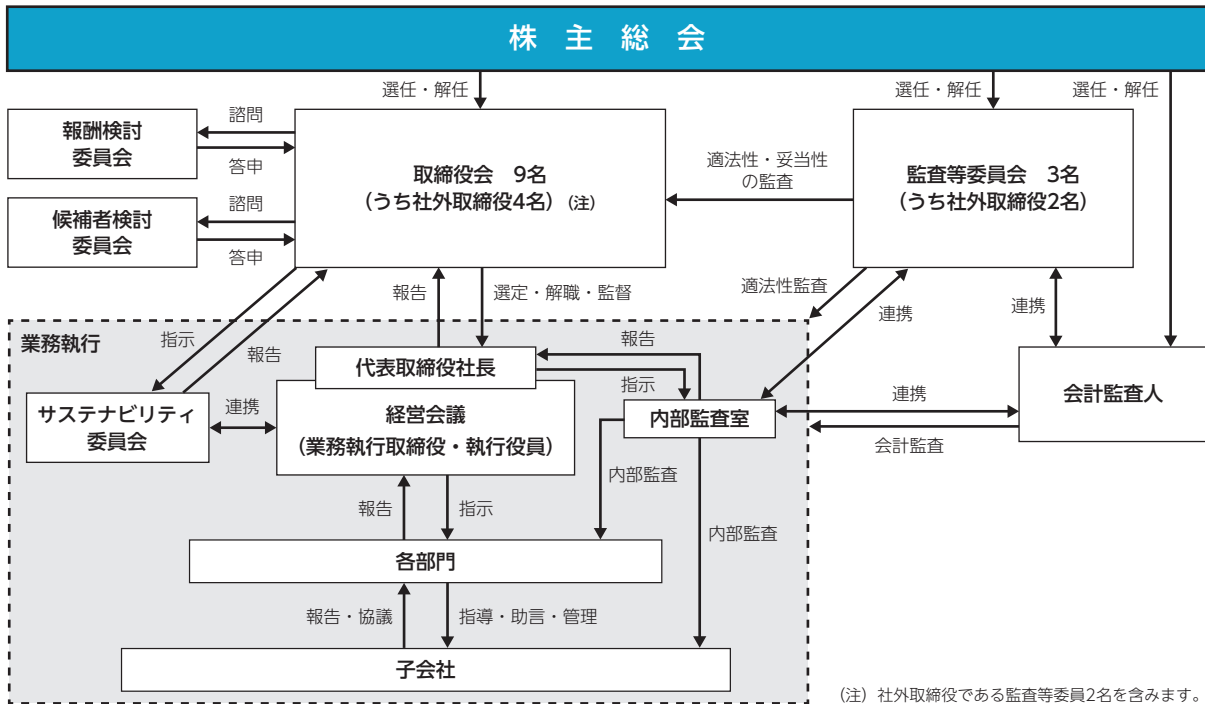 株 主 総 会
選任・解任
選任・解任
選任・解任
報酬検討
委員会
諮問
答申
候補者検討
委員会
諮問
答申
取締役会 9名
(うち社外取締役4名)(注)
適法性・妥当性
の監査
監査等委員会 3名
(うち社外取締役2名)
報告
選定・解職・監督
適法性監査
連携
連携
業務執行
指示
報告
代表取締役社長
報告
指示
サステナビリティ
委員会
連携
経営会議
(業務執行取締役・執行役員)
内部監査室
連携
会計監査
会計監査人
報告
指示
内部監査
内部監査
各部門
報告・協議
指導・助言・管理
子会社
(注)社外取締役である監査等委員2名を含みます。